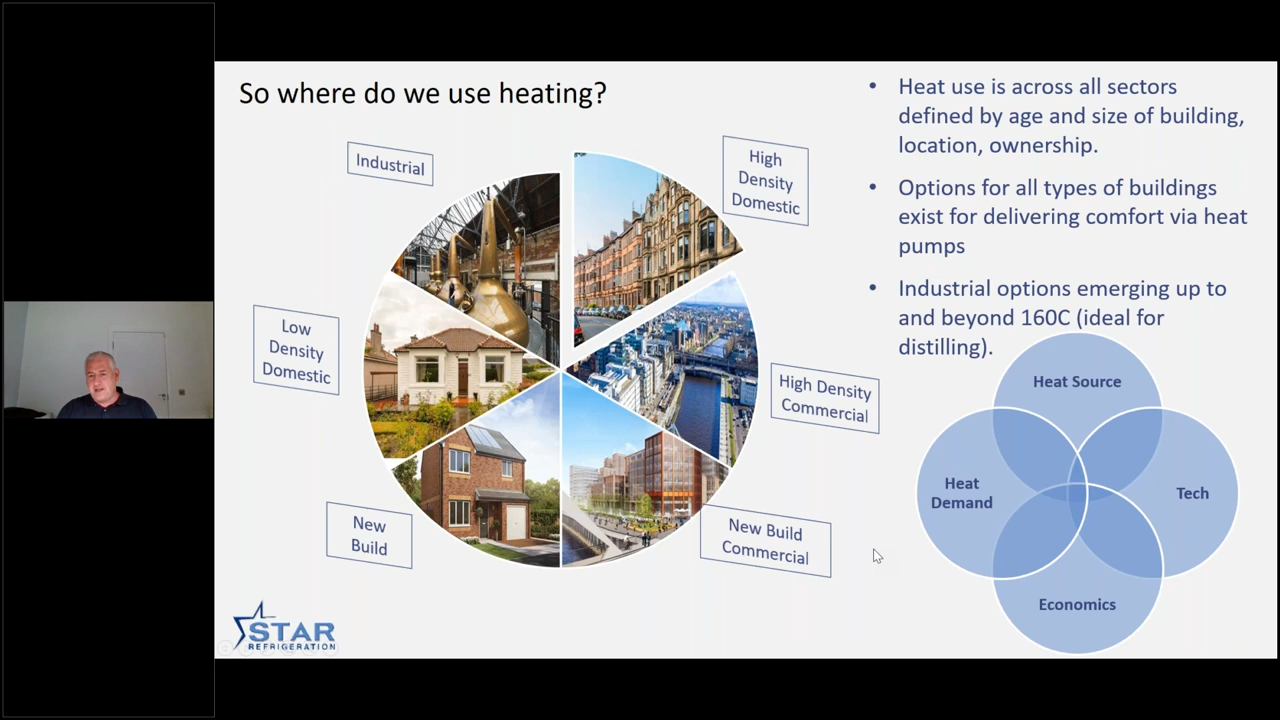 So where do we use heating?
Industrial
High
Density
Domestic
Low
Density
Domestic
High Density
Commercial
New
Build
New Build
Commercial
• Heat use is across all sectors
defined by age and size of building,
location, ownership.
• Options for all types of buildings
exist for delivering comfort via heat
pumps
• Industrial options emerging up to
and beyond 160C (ideal for
distilling).
Heat Source
Heat
Demand
Tech
Economics
STAR
REFRIGERATION